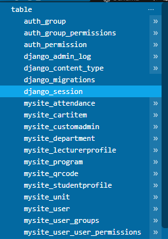 table
auth_group
auth_group_permissions
auth_permission
django_admin_log
django_content_type
django_migrations
django_session
mysite_attendance
mysite_cartitem
mysite_customadmin
mysite_department
mysite_lecturerprofile
mysite_program
mysite_qrcode
mysite_studentprofile
mysite_unit
mysite_user
mysite_user_groups
mysite_user_user_permissions